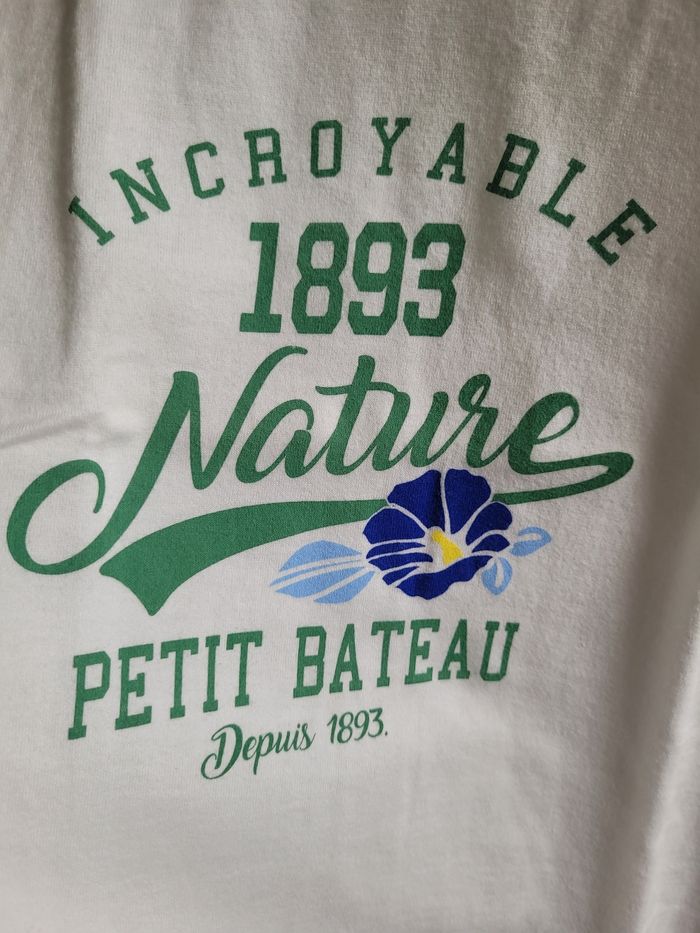 INCROYABLE
1893
Nature
PETIT BATEAU
Depuis 1893.